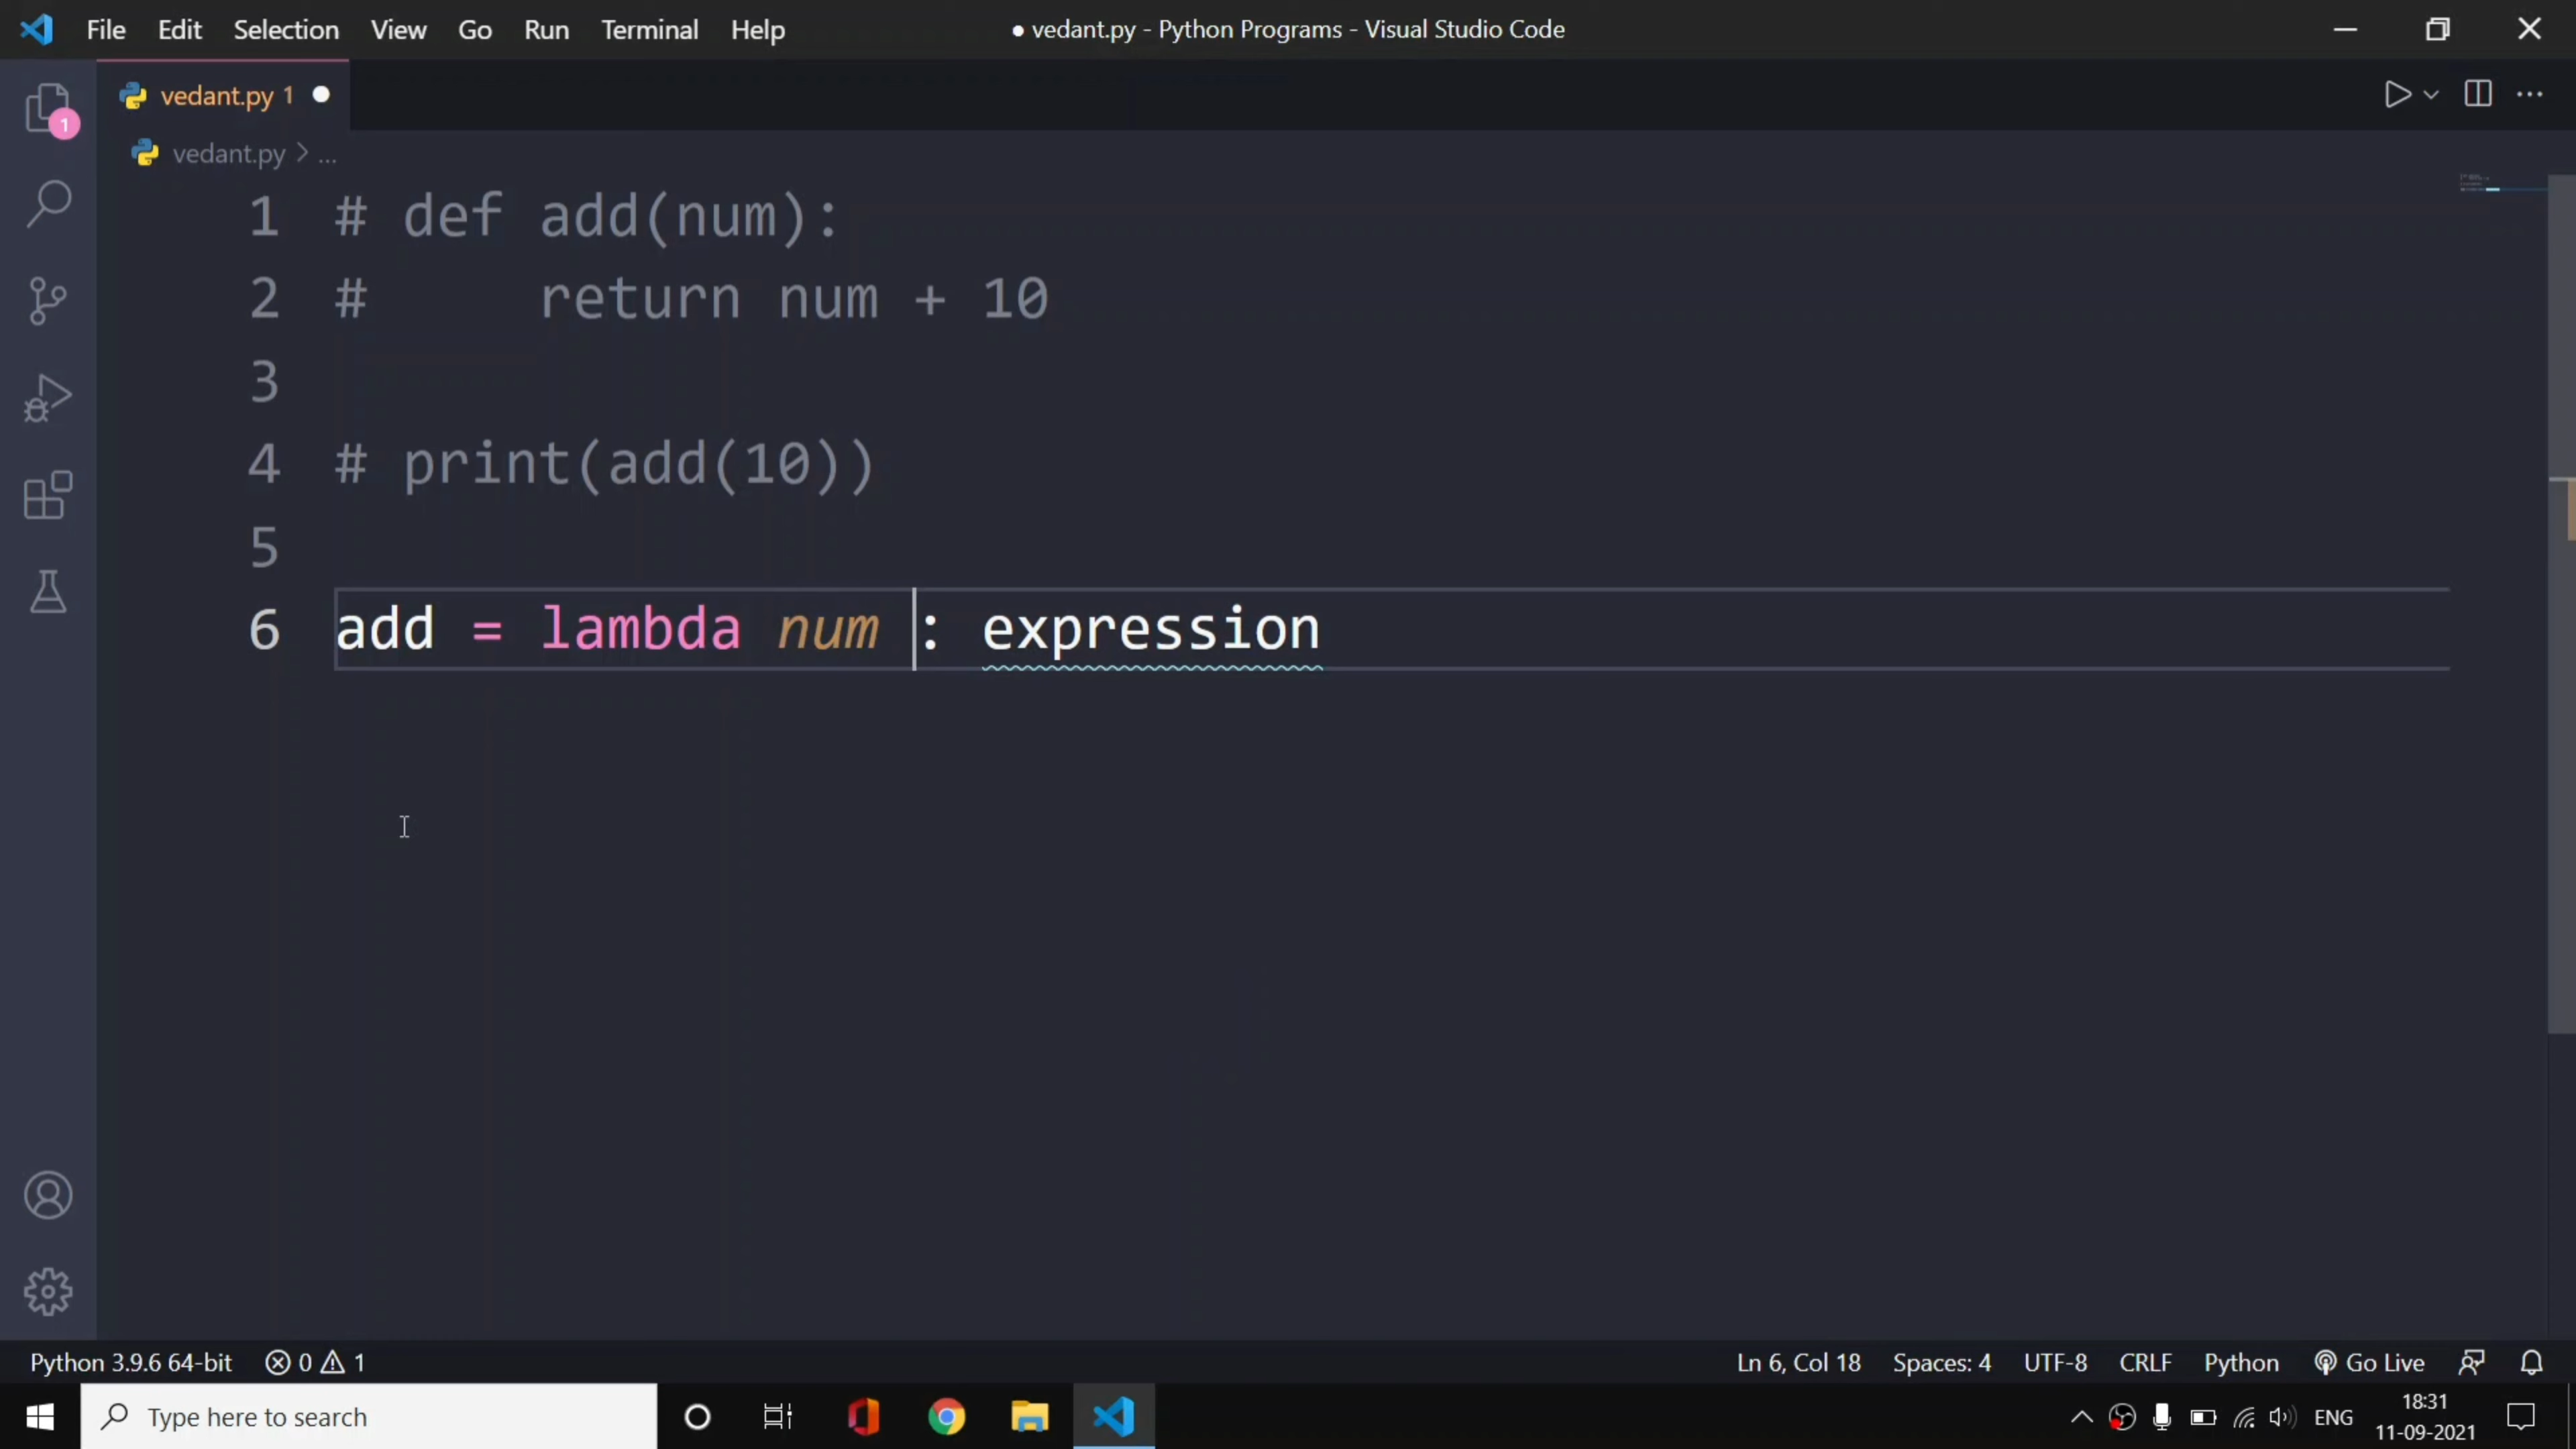 File Edit Selection View Go Run Terminal Help ● vedant.py - Python Programs - Visual Studio Code
vedant.py 1
1
vedant.py > ...
1 # def add(num):
2 #     return num + 10
3
4 # print(add(10))
5
6 add = lambda num : expression
Python 3.9.6 64-bit 0 1 Ln 6, Col 18 Spaces: 4 UTF-8 CRLF Python Go Live
Type here to search ENG 18:31
11-09-2021